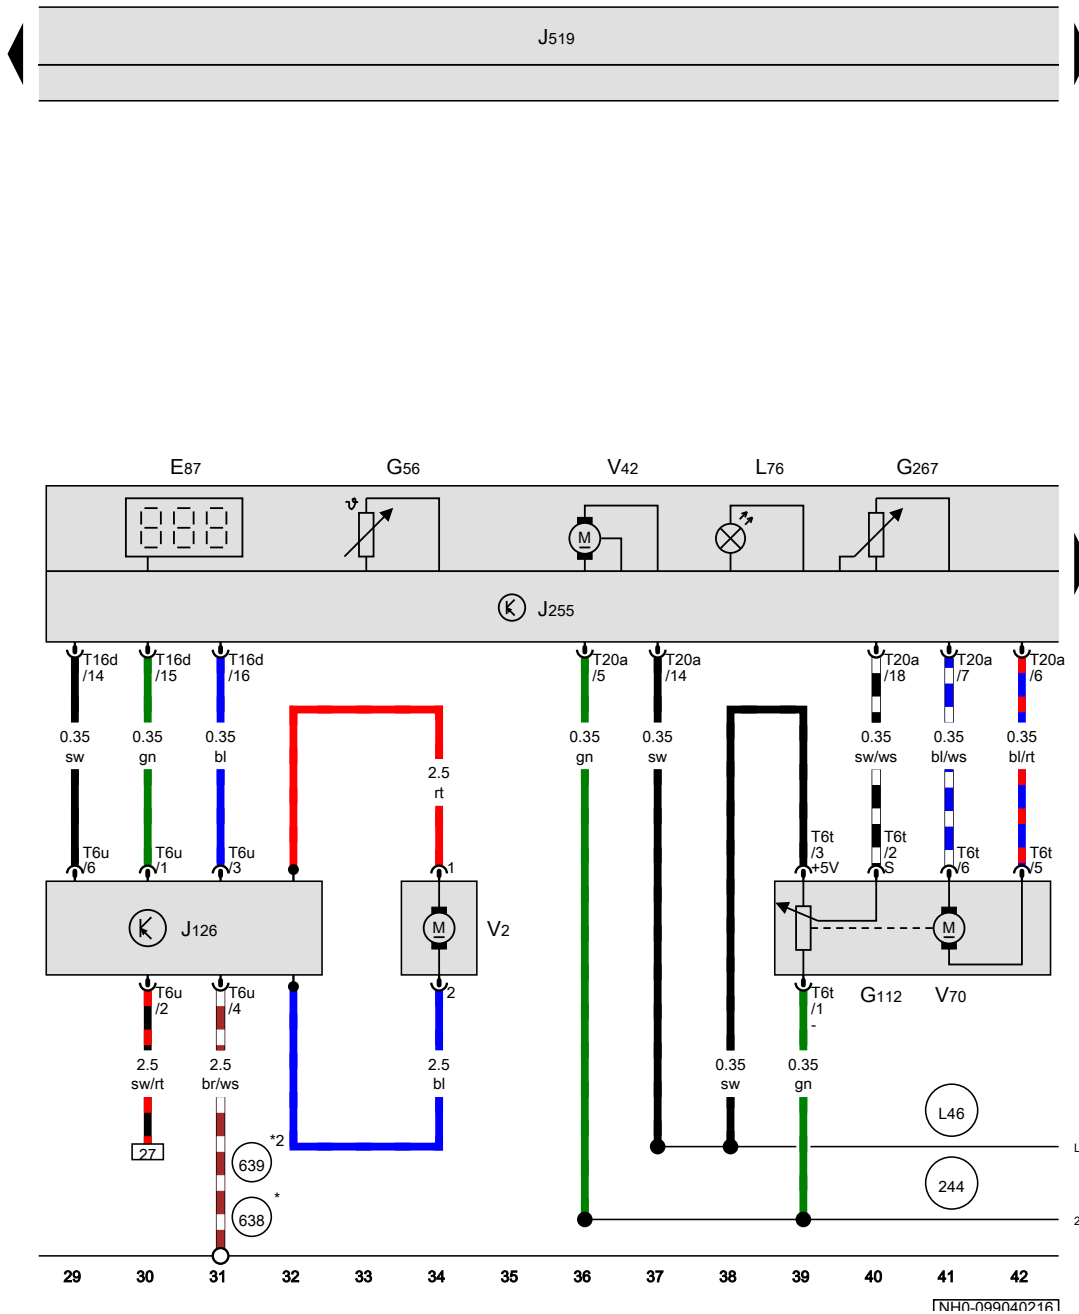 J519
E87 G56 V42 L76 G267
M
J255
T16d /14
T16d /15
T16d /16
T20a /5
T20a /14
T20a /18
T20a /7
T20a /6
0.35 sw
0.35 gn
0.35 bl
2.5 rt
0.35 gn
0.35 sw
0.35 sw/ws
0.35 bl/ws
0.35 bl/rt
T6u /6
T6u /1
T6u /3
1
T6t /3 +5V
T6t /2 S
T6t /6
T6t /5
J126
M
V2
M
T6u /2
T6u /4
2
T6t /1 -
G112 V70
2.5 sw/rt
2.5 br/ws
2.5 bl
0.35 sw
0.35 gn
L46
27
*2
639
L
244
*
638
2
29 30 31 32 33 34 35 36 37 38 39 40 41 42
NH0-099040216